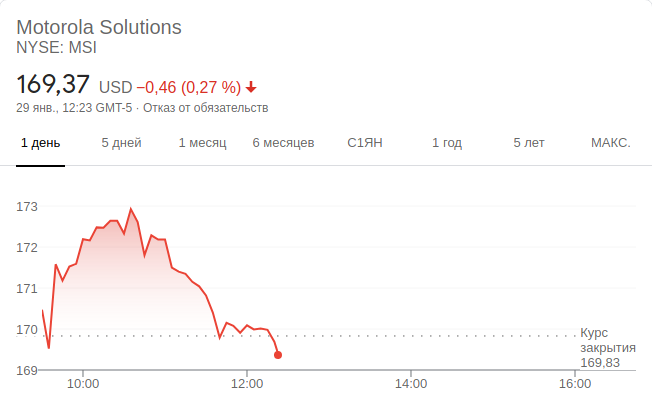 Motorola Solutions
NYSE: MSI
169,37 USD −0,46 (0,27 %)
29 янв., 12:23 GMT-5 · Отказ от обязательств
1 день 5 дней 1 месяц 6 месяцев С1ЯН 1 год 5 лет МАКС.
173
172
171
170
Курс
закрытия
169,83
169
10:00 12:00 14:00 16:00